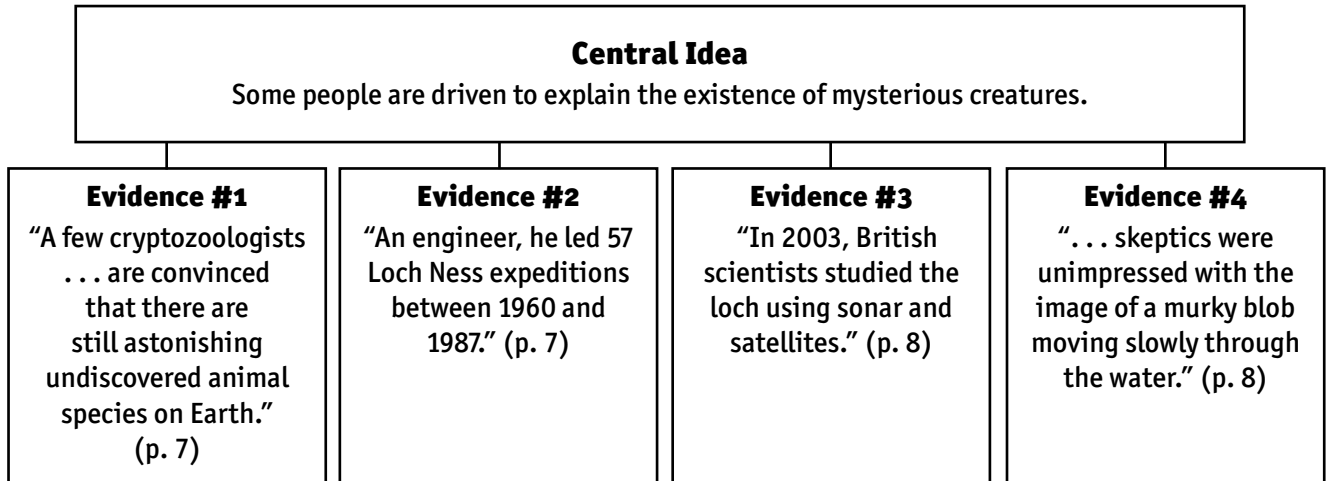 Central Idea
Some people are driven to explain the existence of mysterious creatures.
Evidence #1
“A few cryptozoologists
. . . are convinced
that there are
still astonishing
undiscovered animal
species on Earth.”
(p. 7)
Evidence #2
“An engineer, he led 57
Loch Ness expeditions
between 1960 and
1987.” (p. 7)
Evidence #3
“In 2003, British
scientists studied the
loch using sonar and
satellites.” (p. 8)
Evidence #4
“. . . skeptics were
unimpressed with the
image of a murky blob
moving slowly through
the water.” (p. 8)